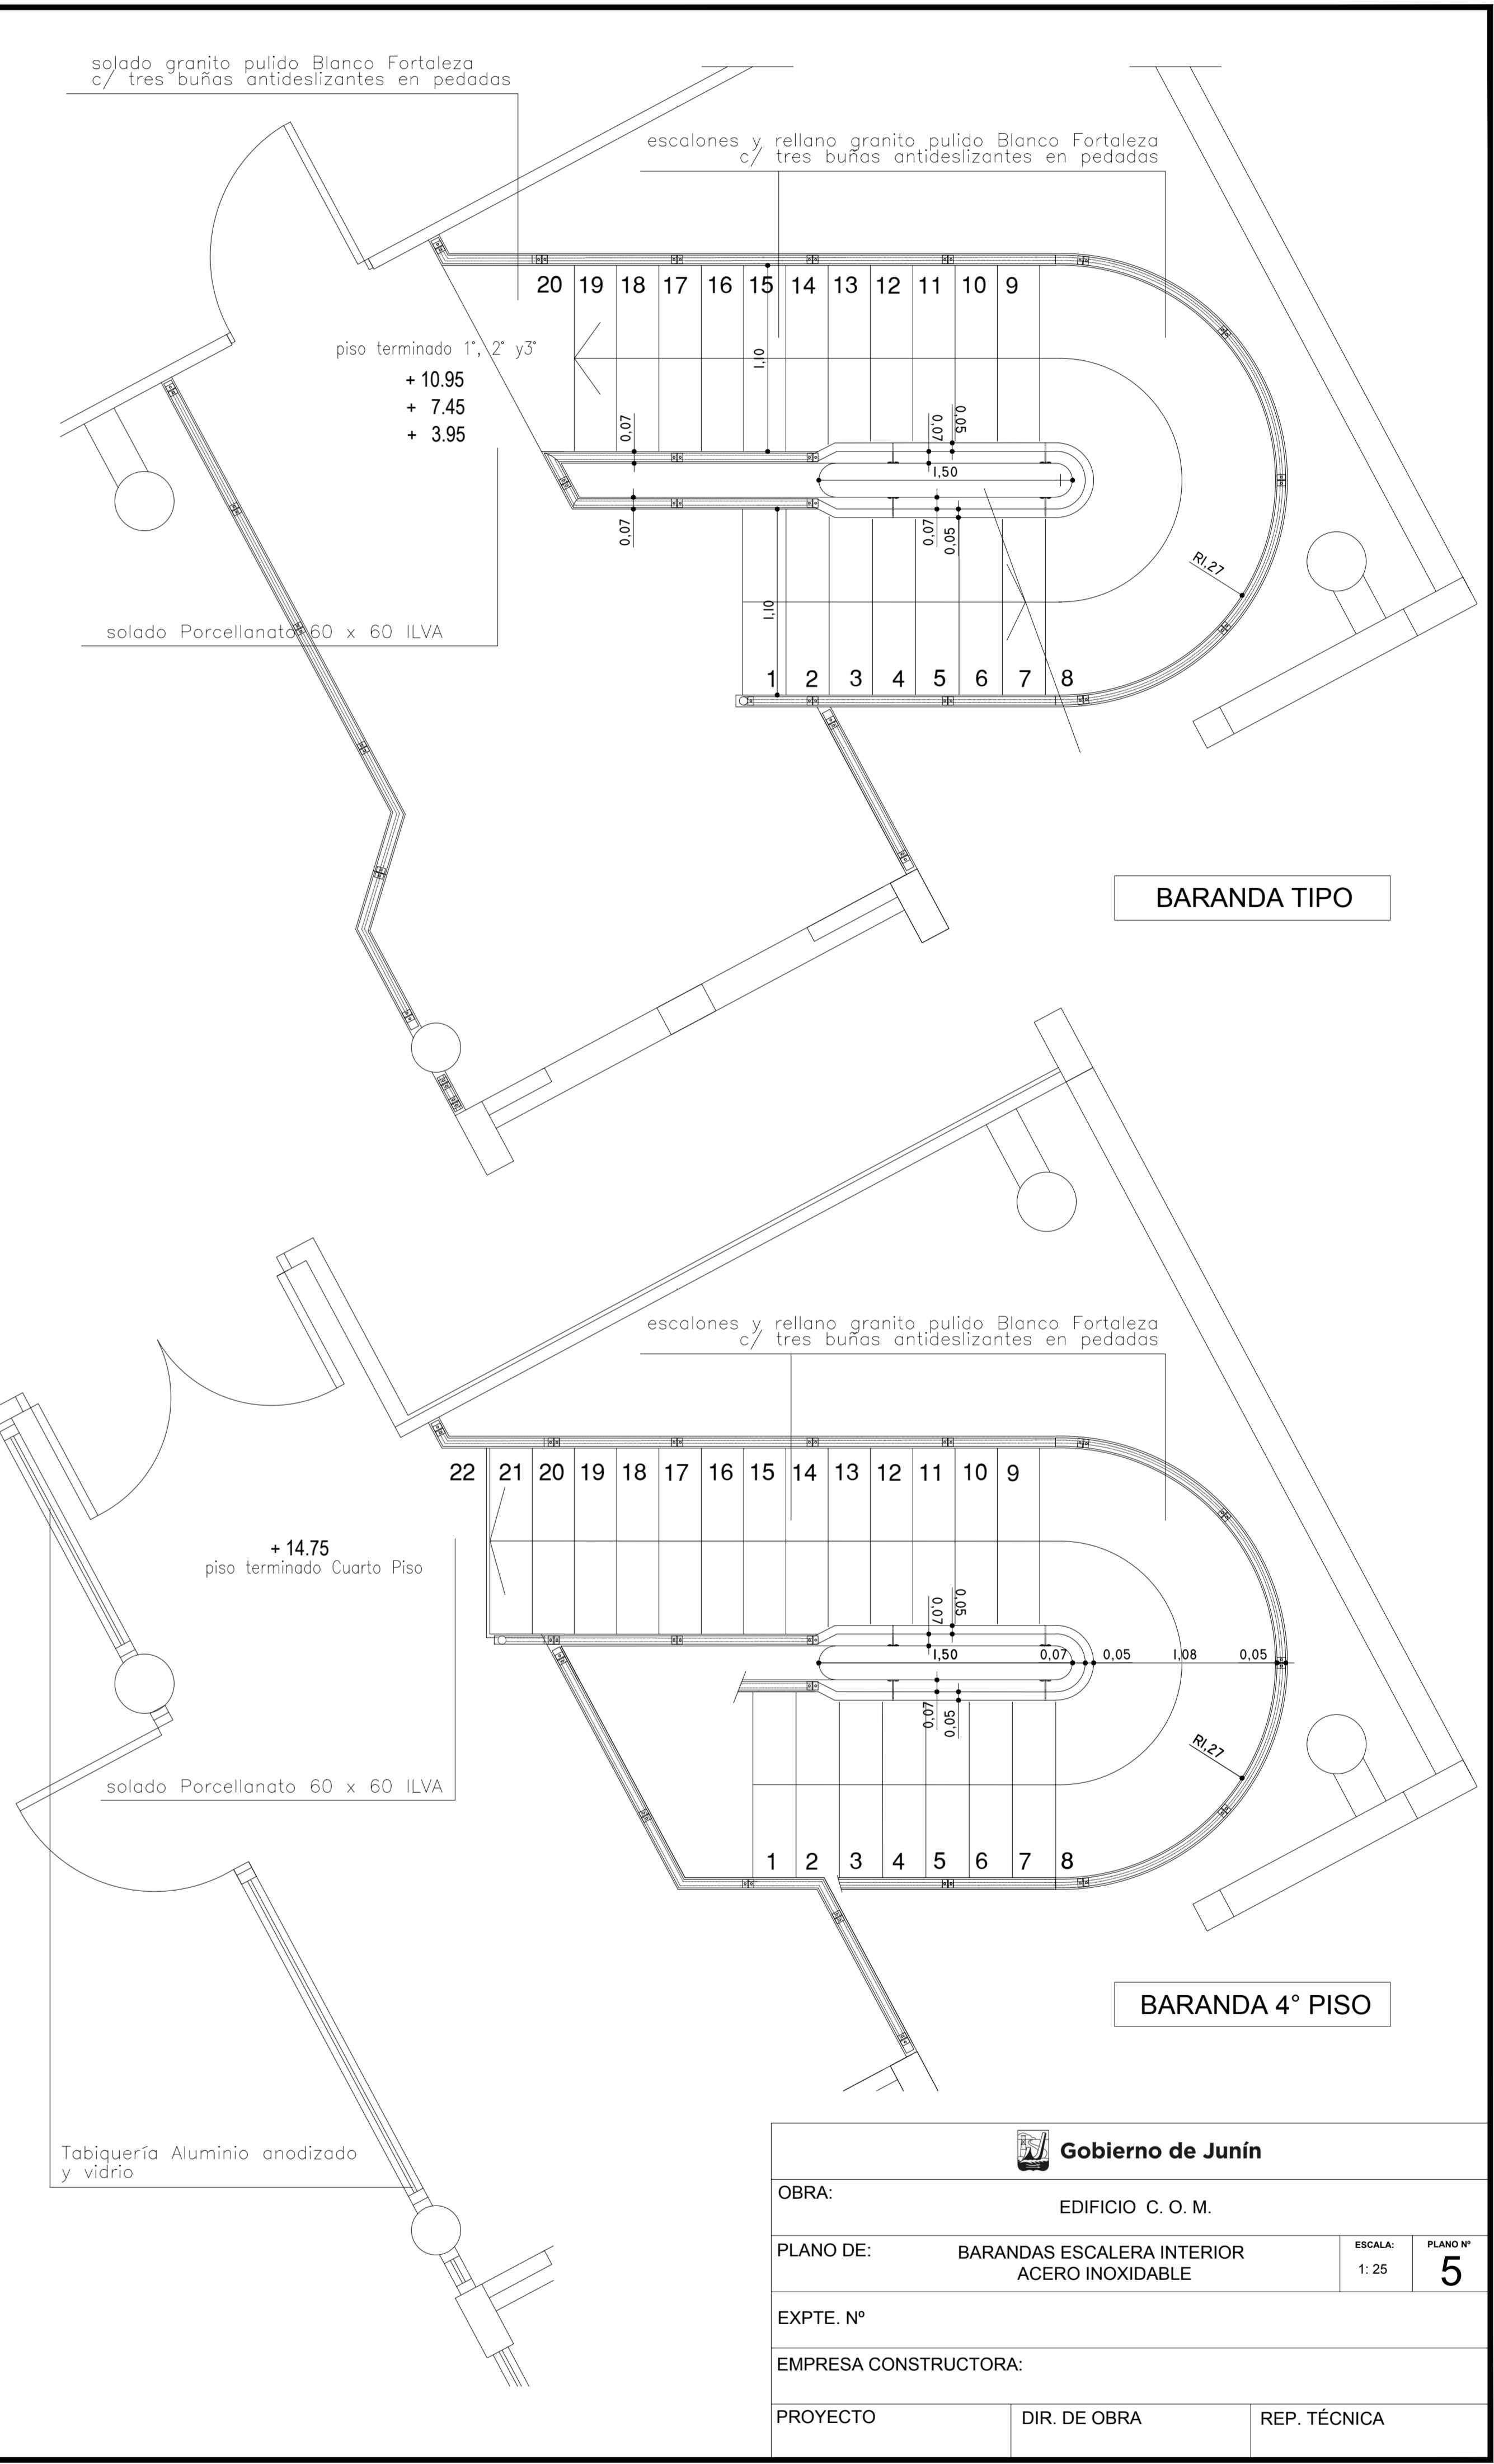 solado granito pulido Blanco Fortaleza
c/ tres buñas antideslizantes en pedadas
escalones y rellano granito pulido Blanco Fortaleza
c/ tres buñas antideslizantes en pedadas
20 19 18 17 16 15 14 13 12 11 10 9
piso terminado 1°, 2° y3°
+ 10.95
+ 7.45
+ 3.95
1,10
0,07
0,07
0,05
1,50
0,07
0,07
0,05
R1,27
1,10
solado Porcellanato 60 x 60 ILVA
1 2 3 4 5 6 7 8
BARANDA TIPO
escalones y rellano granito pulido Blanco Fortaleza
c/ tres buñas antideslizantes en pedadas
22 21 20 19 18 17 16 15 14 13 12 11 10 9
+ 14.75
piso terminado Cuarto Piso
0,07
0,05
1,50 0,07 0,05 1,08 0,05
0,07
0,05
R1,27
solado Porcellanato 60 x 60 ILVA
1 2 3 4 5 6 7 8
BARANDA 4° PISO
Tabiquería Aluminio anodizado
y vidrio
Gobierno de Junín
OBRA:
EDIFICIO C. O. M.
PLANO DE: BARANDAS ESCALERA INTERIOR
ACERO INOXIDABLE
ESCALA:
1: 25
PLANO Nº
5
EXPTE. Nº
EMPRESA CONSTRUCTORA:
PROYECTO
DIR. DE OBRA
REP. TÉCNICA